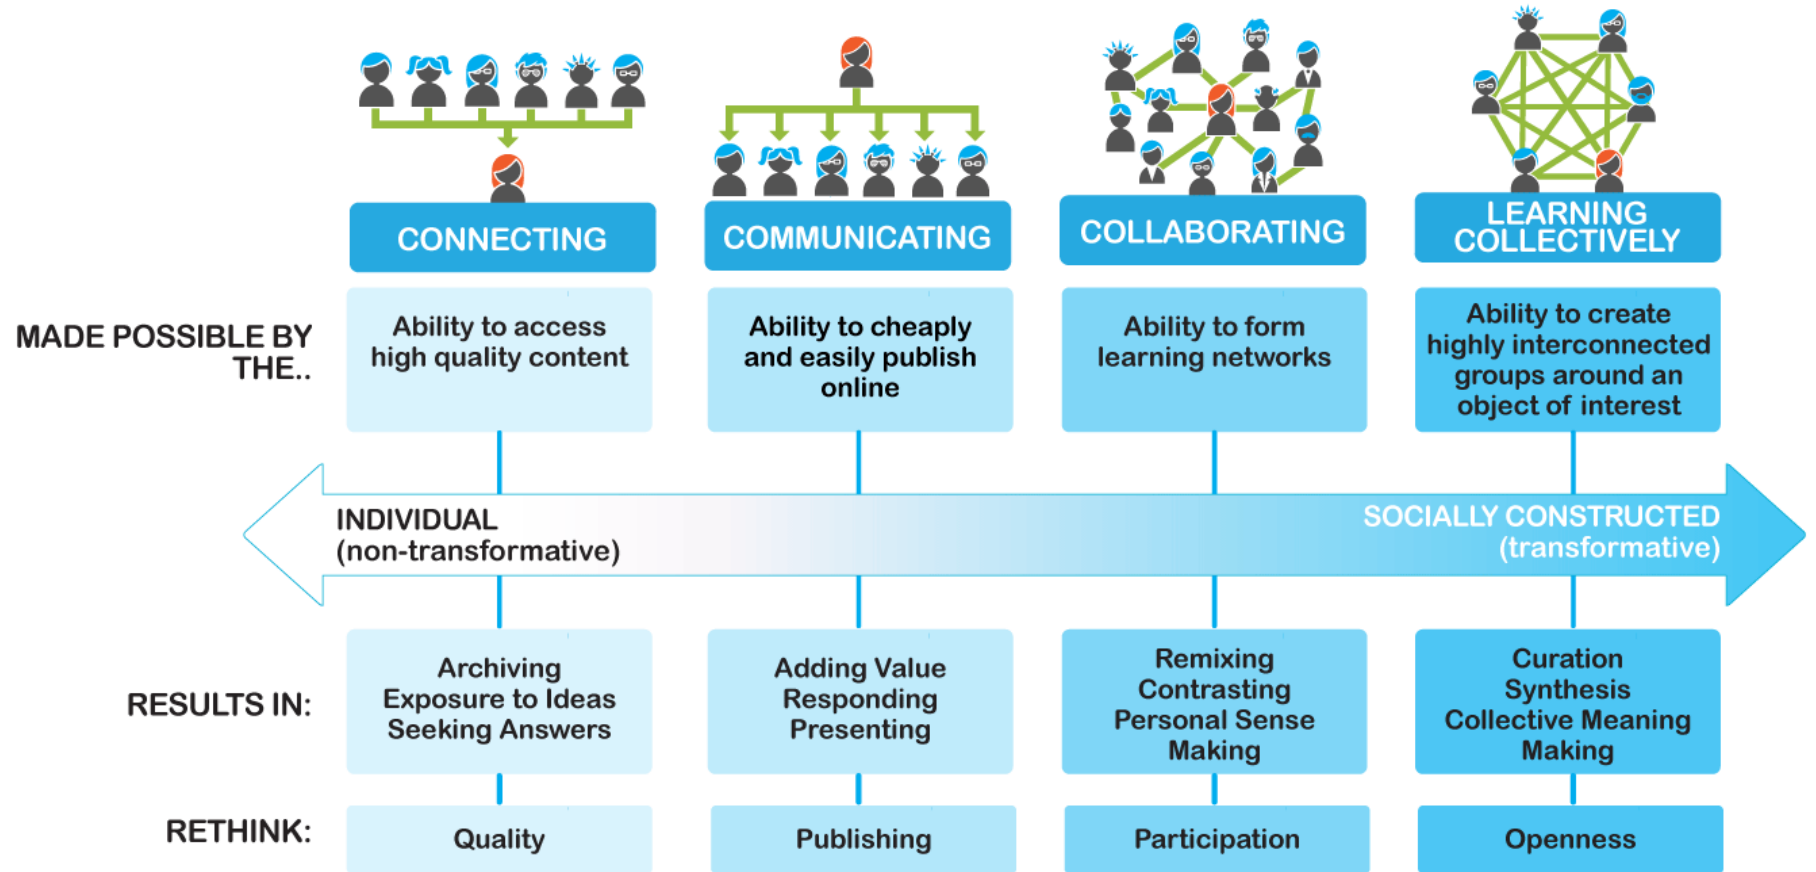 CONNECTING
COMMUNICATING
COLLABORATING
LEARNING
COLLECTIVELY
MADE POSSIBLE BY
THE..
Ability to access
high quality content
Ability to cheaply
and easily publish
online
Ability to form
learning networks
Ability to create
highly interconnected
groups around an
object of interest
INDIVIDUAL
(non-transformative)
SOCIALLY CONSTRUCTED
(transformative)
RESULTS IN:
Archiving
Exposure to Ideas
Seeking Answers
Adding Value
Responding
Presenting
Remixing
Contrasting
Personal Sense
Making
Curation
Synthesis
Collective Meaning
Making
RETHINK:
Quality
Publishing
Participation
Openness